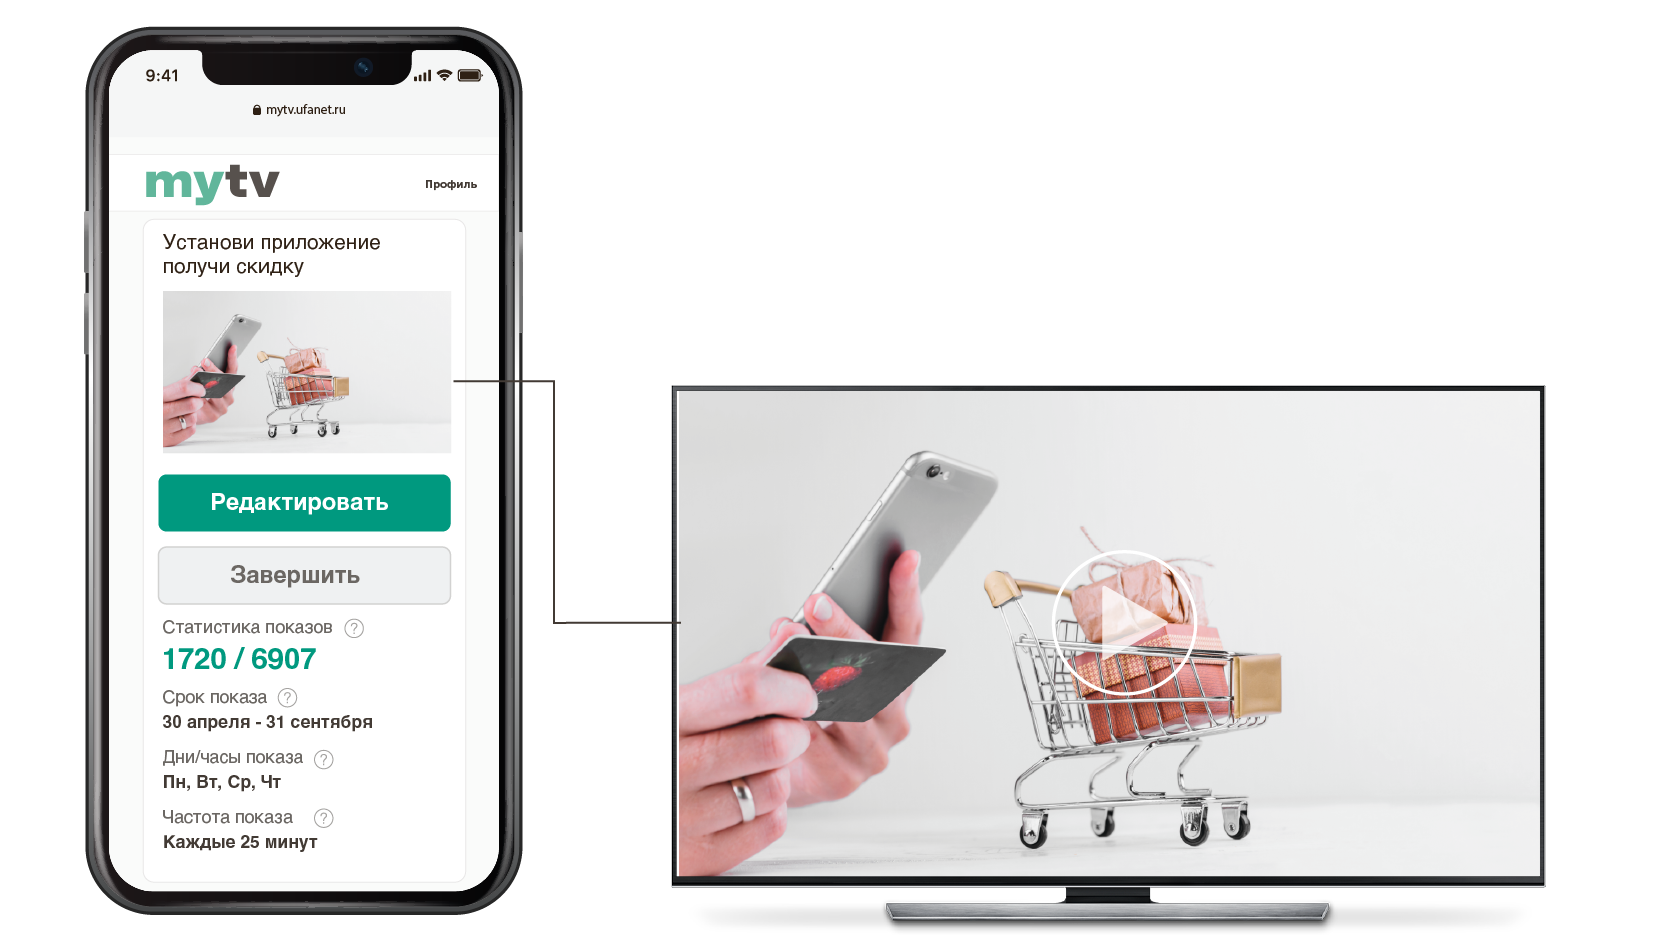 9:41
mytv.ufanet.ru
mytv
Профиль
Установи приложение
получи скидку
Редактировать
Завершить
Статистика показов ?
1720 / 6907
Срок показа ?
30 апреля - 31 сентября
Дни/часы показа ?
Пн, Вт, Ср, Чт
Частота показа ?
Каждые 25 минут